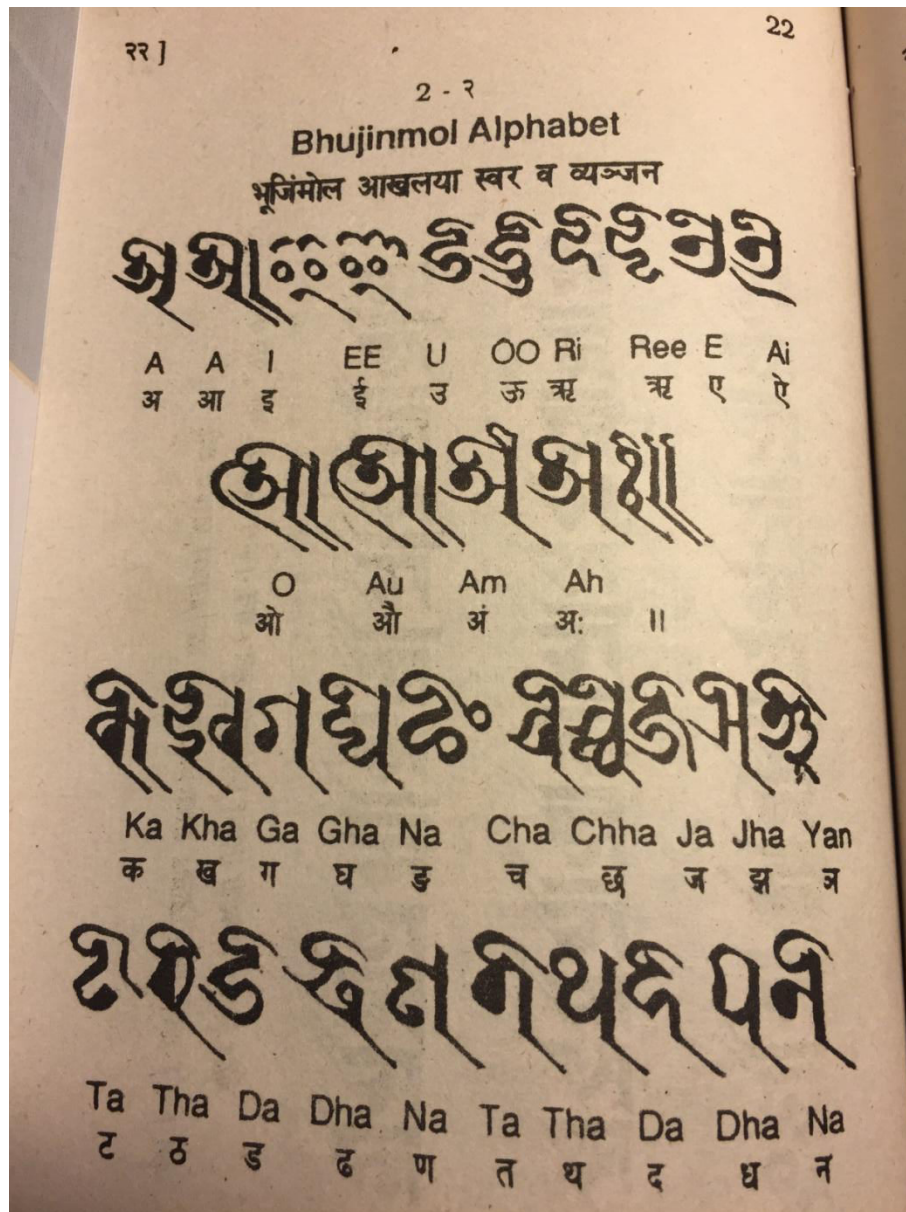 २२ ]
22
2 - २
Bhujinmol Alphabet
भूजिंमोल आखलया स्वर व व्यञ्जन
𑐀 𑐁 𑐂 𑐃 𑐄 𑐅 𑐆 𑐇 𑐊 𑐋
A A I EE U OO Ri Ree E Ai
अ आ इ ई उ ऊ ऋ ॠ ए ऐ
𑐌 𑐍 𑐀𑑄 𑐀𑑅 𑑌
O Au Am Ah
ओ औ अं अः ॥
𑐎 𑐏 𑐐 𑐑 𑐒 𑐔 𑐕 𑐖 𑐗 𑐘
Ka Kha Ga Gha Na Cha Chha Ja Jha Yan
क ख ग घ ङ च छ ज झ ञ
𑐚 𑐛 𑐜 𑐝 𑐞 𑐟 𑐠 𑐡 𑐢 𑐣
Ta Tha Da Dha Na Ta Tha Da Dha Na
ट ठ ड ढ ण त थ द ध न